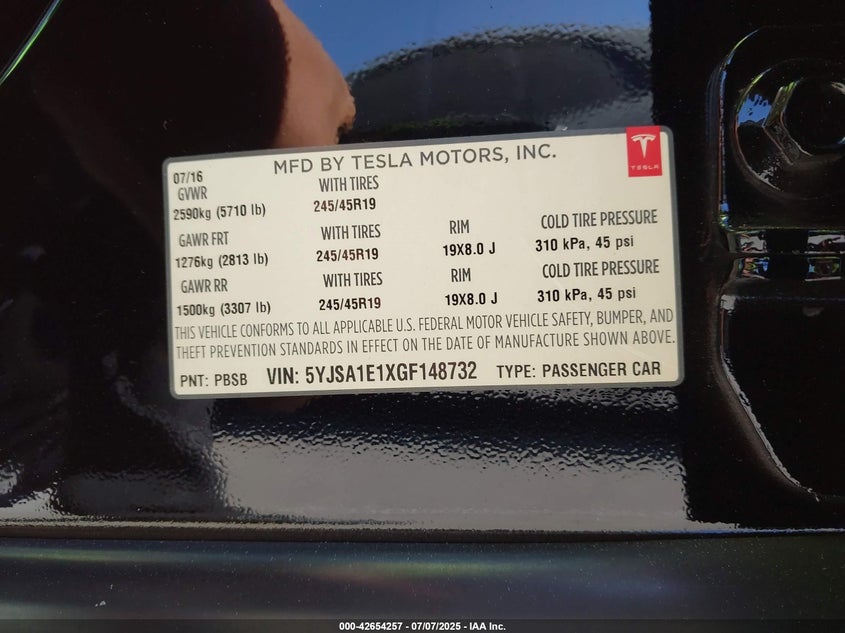 MFD BY TESLA MOTORS, INC.
TESLA
07/16
GVWR WITH TIRES
2590kg (5710 lb) 245/45R19
GAWR FRT WITH TIRES RIM COLD TIRE PRESSURE
1276kg (2813 lb) 245/45R19 19X8.0 J 310 kPa, 45 psi
GAWR RR WITH TIRES RIM COLD TIRE PRESSURE
1500kg (3307 lb) 245/45R19 19X8.0 J 310 kPa, 45 psi
THIS VEHICLE CONFORMS TO ALL APPLICABLE U.S. FEDERAL MOTOR VEHICLE SAFETY, BUMPER, AND
THEFT PREVENTION STANDARDS IN EFFECT ON THE DATE OF MANUFACTURE SHOWN ABOVE.
PNT: PBSB VIN: 5YJSA1E1XGF148732 TYPE: PASSENGER CAR
000-42654257 - 07/07/2025 - IAA Inc.